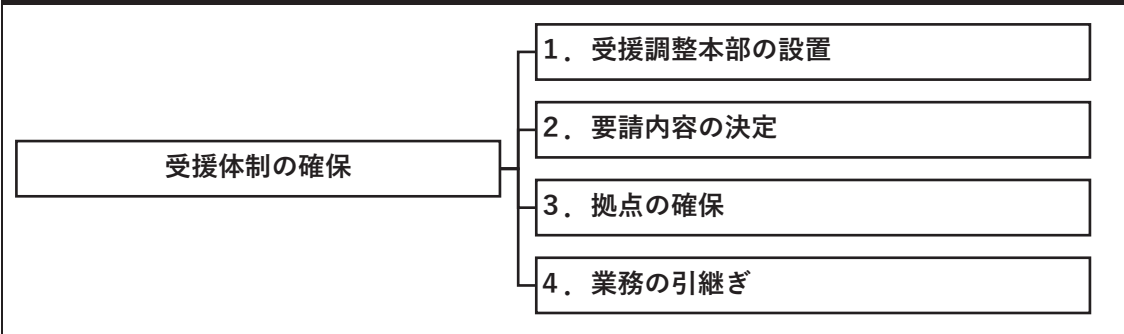 受援体制の確保
1．受援調整本部の設置
2．要請内容の決定
3．拠点の確保
4．業務の引継ぎ